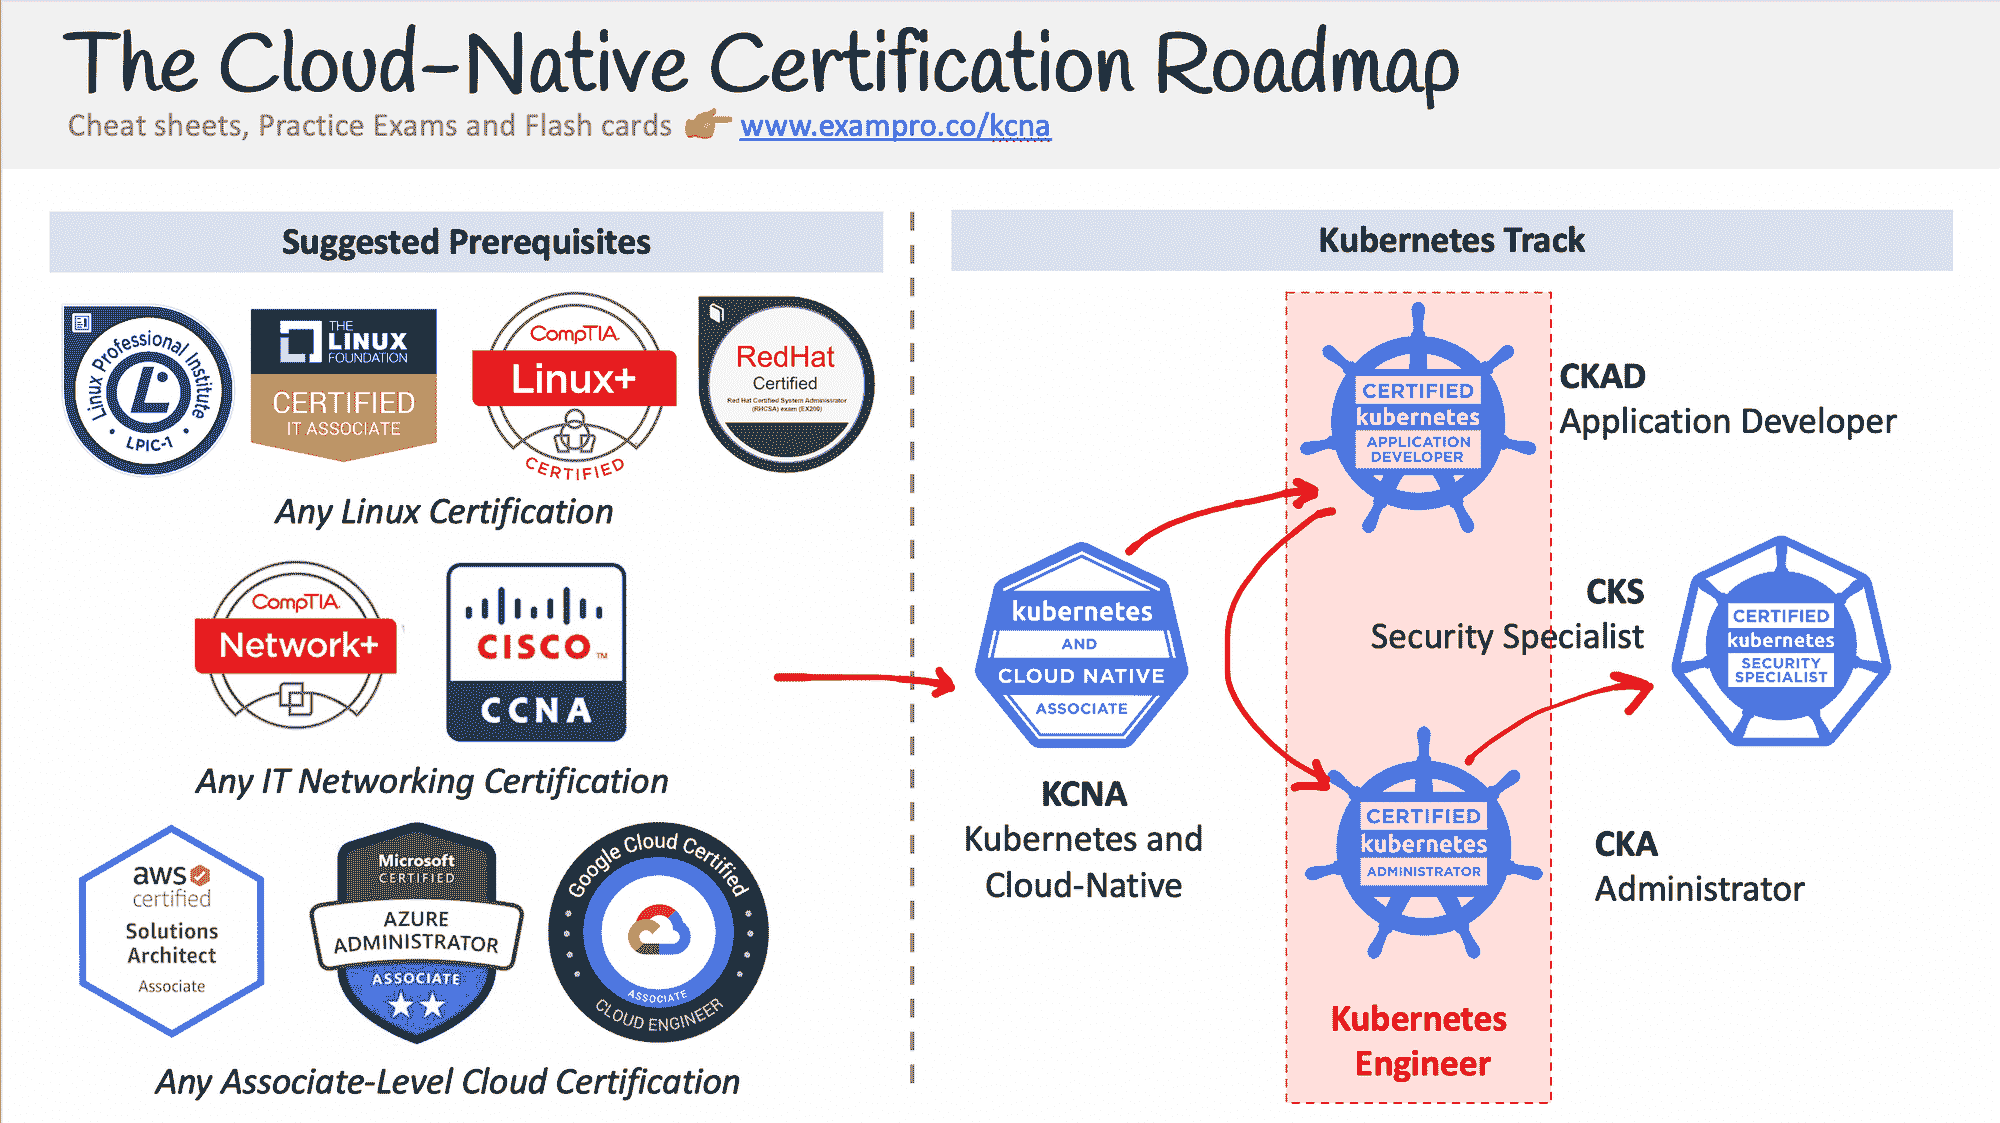 The Cloud-Native Certification Roadmap
Cheat sheets, Practice Exams and Flash cards www.exampro.co/kcna
Suggested Prerequisites
Linux Professional Institute
LPIC-1
THE
LINUX
FOUNDATION
CERTIFIED
IT ASSOCIATE
CompTIA
Linux+
CERTIFIED
RedHat
Certified
Red Hat Certified System Administrator
(RHCSA) exam (EX200)
Any Linux Certification
CompTIA
Network+
CISCO™
CCNA
Any IT Networking Certification
aws
certified
Solutions
Architect
Associate
Microsoft
CERTIFIED
AZURE
ADMINISTRATOR
ASSOCIATE
Google Cloud Certified
ASSOCIATE
CLOUD ENGINEER
Any Associate-Level Cloud Certification
Kubernetes Track
kubernetes
AND
CLOUD NATIVE
ASSOCIATE
KCNA
Kubernetes and
Cloud-Native
CERTIFIED
kubernetes
APPLICATION
DEVELOPER
CKAD
Application Developer
CKS
Security Specialist
CERTIFIED
kubernetes
SECURITY
SPECIALIST
CERTIFIED
kubernetes
ADMINISTRATOR
CKA
Administrator
Kubernetes
Engineer